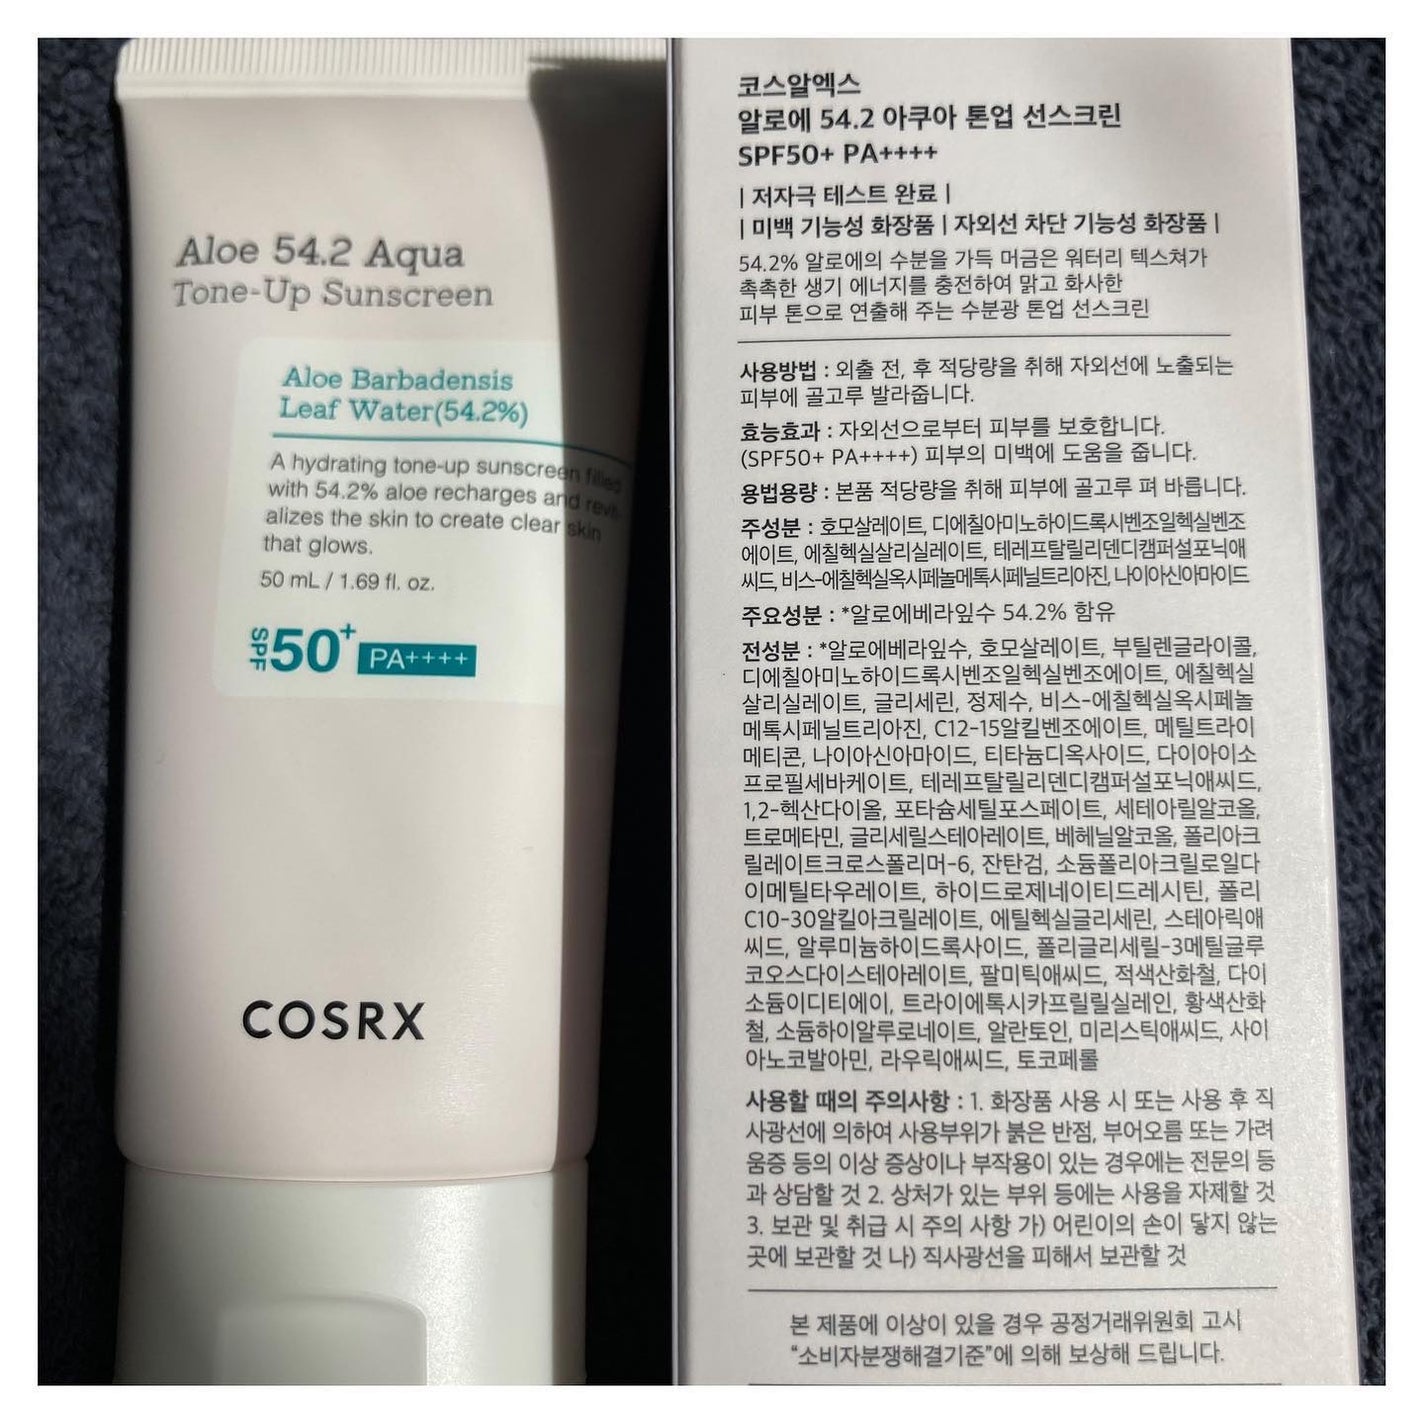 Aloe 54.2 Aqua
Tone-Up Sunscreen
Aloe Barbadensis
Leaf Water(54.2%)
A hydrating tone-up sunscreen filled
with 54.2% aloe recharges and revit-
alizes the skin to create clear skin
that glows.
50 mL / 1.69 fl. oz.
SPF 50+ PA++++
COSRX
코스알엑스
알로에 54.2 아쿠아 톤업 선스크린
SPF50+ PA++++
| 저자극 테스트 완료 |
| 미백 기능성 화장품 | 자외선 차단 기능성 화장품 |
54.2% 알로에의 수분을 가득 머금은 워터리 텍스쳐가
촉촉한 생기 에너지를 충전하여 맑고 화사한
피부 톤으로 연출해 주는 수분광 톤업 선스크린
사용방법 : 외출 전, 후 적당량을 취해 자외선에 노출되는
피부에 골고루 발라줍니다.
효능효과 : 자외선으로부터 피부를 보호합니다.
(SPF50+ PA++++) 피부의 미백에 도움을 줍니다.
용법용량 : 본품 적당량을 취해 피부에 골고루 펴 바릅니다.
주성분 : 호모살레이트, 디에칠아미노하이드록시벤조일헥실벤조
에이트, 에칠헥실살리실레이트, 테레프탈릴리덴디캠퍼설포닉애
씨드, 비스-에칠헥실옥시페놀메톡시페닐트리아진, 나이아신아마이드
주요성분 : *알로에베라잎수 54.2% 함유
전성분 : *알로에베라잎수, 호모살레이트, 부틸렌글라이콜,
디에칠아미노하이드록시벤조일헥실벤조에이트, 에칠헥실
살리실레이트, 글리세린, 정제수, 비스-에칠헥실옥시페놀
메톡시페닐트리아진, C12-15알킬벤조에이트, 메틸트라이
메티콘, 나이아신아마이드, 티타늄디옥사이드, 다이아이소
프로필세바케이트, 테레프탈릴리덴디캠퍼설포닉애씨드,
1,2-헥산다이올, 포타슘세틸포스페이트, 세테아릴알코올,
트로메타민, 글리세릴스테아레이트, 베헤닐알코올, 폴리아크
릴레이트크로스폴리머-6, 잔탄검, 소듐폴리아크릴로일다
이메틸타우레이트, 하이드로제네이티드레시틴, 폴리
C10-30알킬아크릴레이트, 에틸헥실글리세린, 스테아릭애
씨드, 알루미늄하이드록사이드, 폴리글리세릴-3메틸글루
코오스다이스테아레이트, 팔미틱애씨드, 적색산화철, 다이
소듐이디티에이, 트라이에톡시카프릴릴실레인, 황색산화
철, 소듐하이알루로네이트, 알란토인, 미리스틱애씨드, 사이
아노코발아민, 라우릭애씨드, 토코페롤
사용할 때의 주의사항 : 1. 화장품 사용 시 또는 사용 후 직
사광선에 의하여 사용부위가 붉은 반점, 부어오름 또는 가려
움증 등의 이상 증상이나 부작용이 있는 경우에는 전문의 등
과 상담할 것 2. 상처가 있는 부위 등에는 사용을 자제할 것
3. 보관 및 취급 시 주의 사항 가) 어린이의 손이 닿지 않는
곳에 보관할 것 나) 직사광선을 피해서 보관할 것
본 제품에 이상이 있을 경우 공정거래위원회 고시
“소비자분쟁해결기준”에 의해 보상해 드립니다.